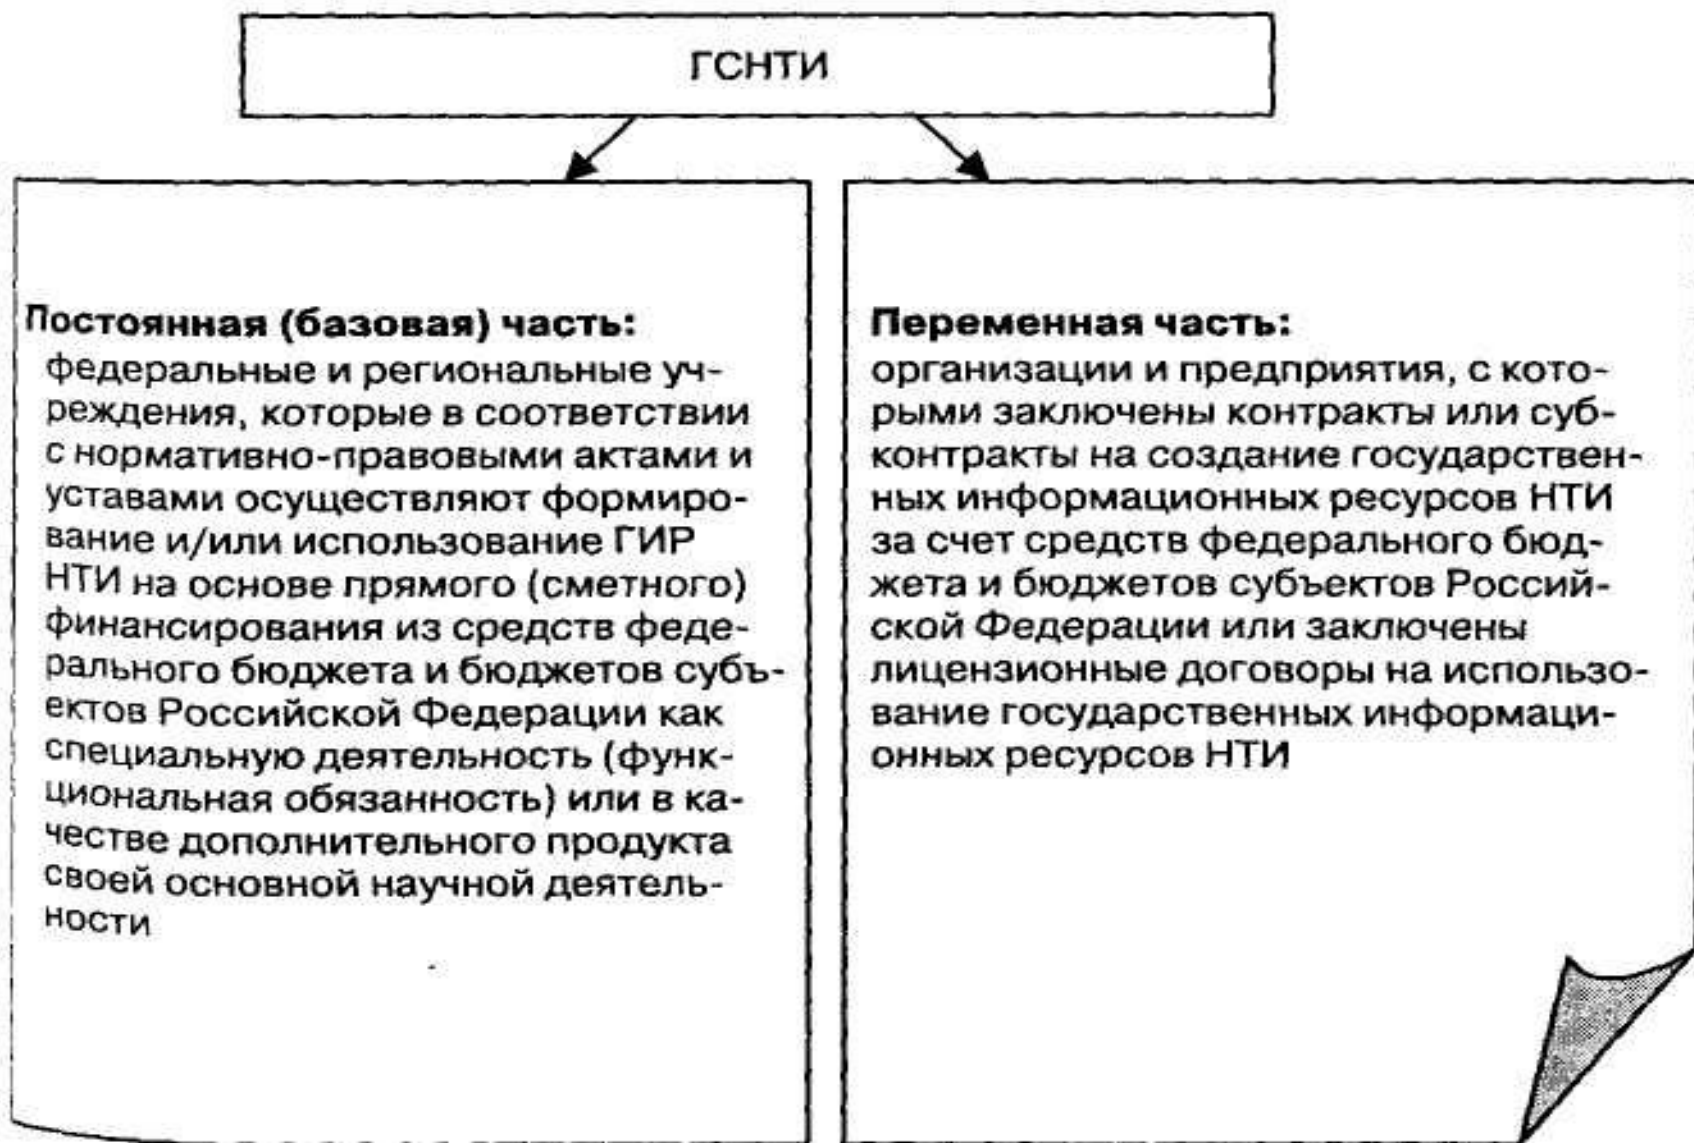 ГСНТИ
Постоянная (базовая) часть:
федеральные и региональные уч-
реждения, которые в соответствии
с нормативно-правовыми актами и
уставами осуществляют формиро-
вание и/или использование ГИР
НТИ на основе прямого (сметного)
финансирования из средств феде-
рального бюджета и бюджетов субъ-
ектов Российской Федерации как
специальную деятельность (функ-
циональная обязанность) или в ка-
честве дополнительного продукта
своей основной научной деятель-
ности
Переменная часть:
организации и предприятия, с кото-
рыми заключены контракты или суб-
контракты на создание государствен-
ных информационных ресурсов НТИ
за счет средств федерального бюд-
жета и бюджетов субъектов Россий-
ской Федерации или заключены
лицензионные договоры на использо-
вание государственных информаци-
онных ресурсов НТИ